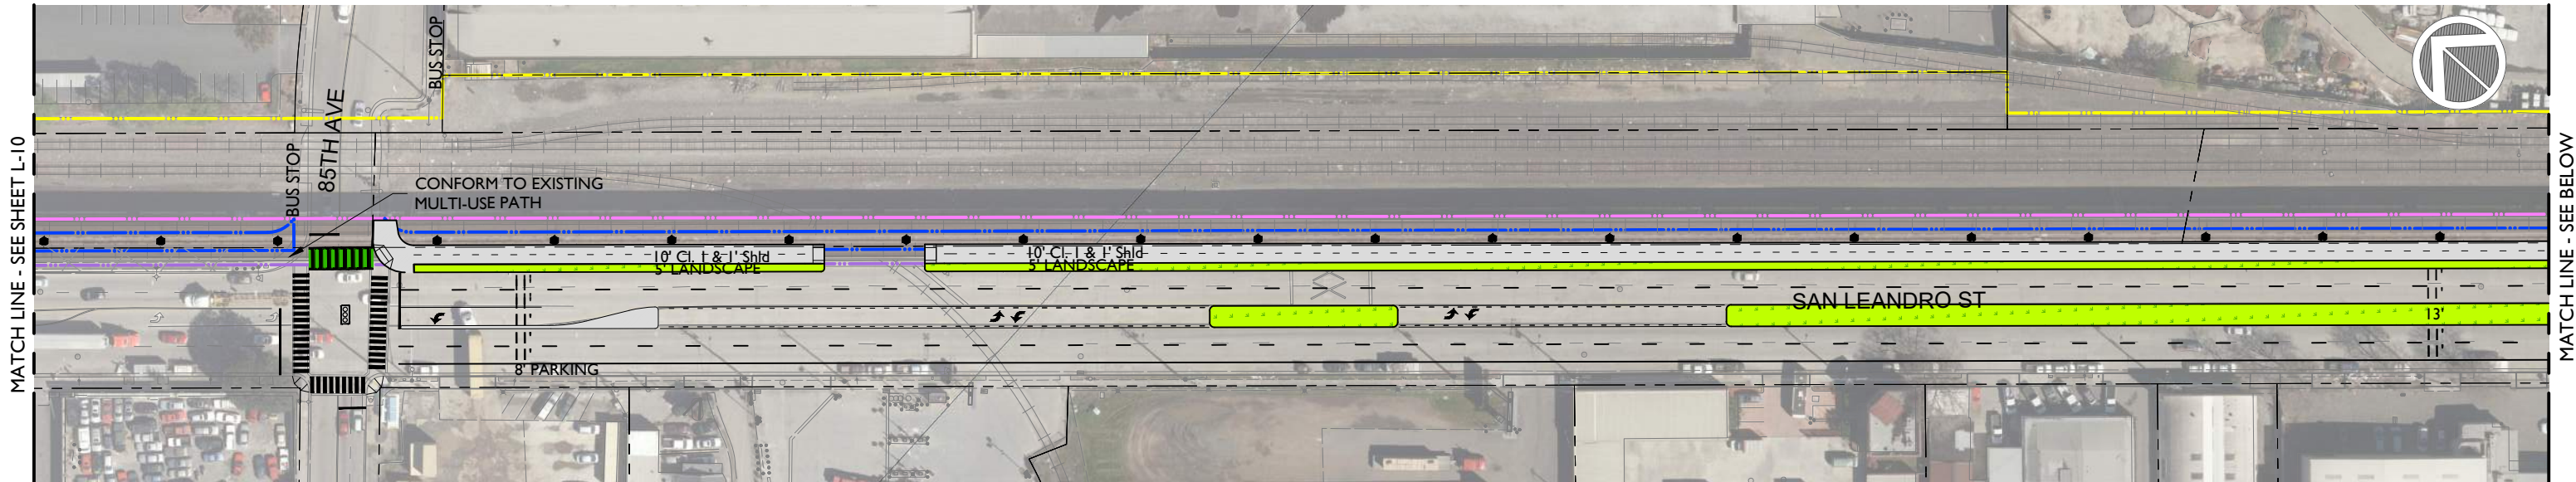 MATCH LINE - SEE SHEET L-10
BUS STOP
85TH AVE
BUS STOP
CONFORM TO EXISTING
MULTI-USE PATH
10' Cl. 1 & 1' Shld
5' LANDSCAPE
10' Cl. 1 & 1' Shld
5' LANDSCAPE
SAN LEANDRO ST
13'
8' PARKING
MATCH LINE - SEE BELOW